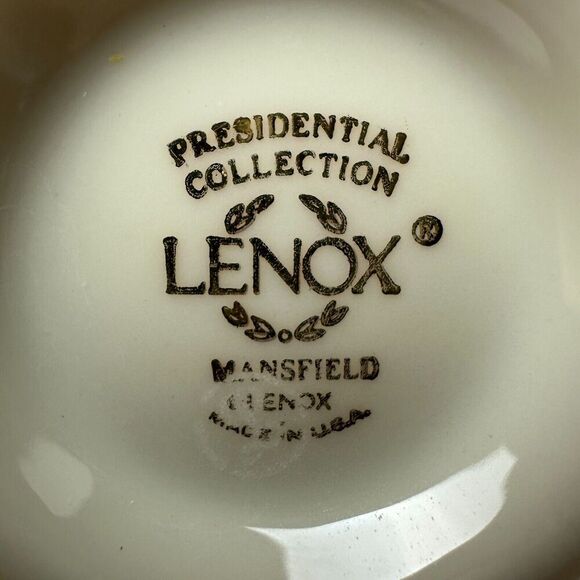 PRESIDENTIAL
COLLECTION
LENOX®
MANSFIELD
© LENOX
MADE IN U.S.A.